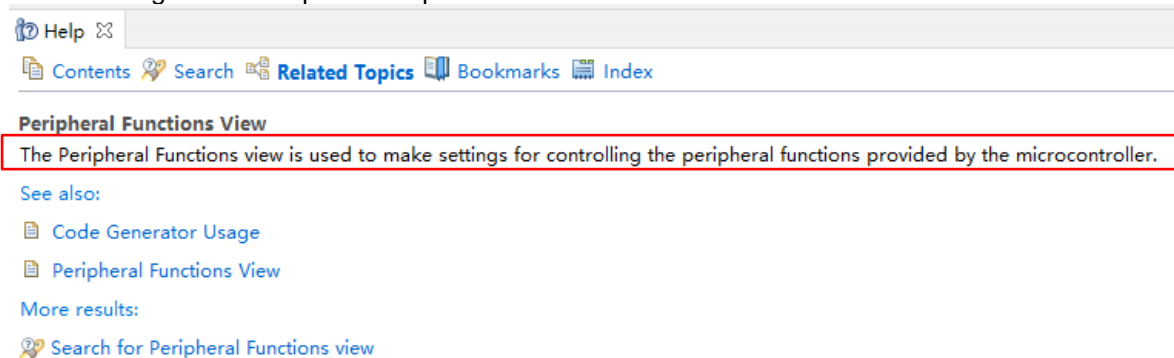 Help
Contents Search Related Topics Bookmarks Index
Peripheral Functions View
The Peripheral Functions view is used to make settings for controlling the peripheral functions provided by the microcontroller.
See also:
Code Generator Usage
Peripheral Functions View
More results:
Search for Peripheral Functions view